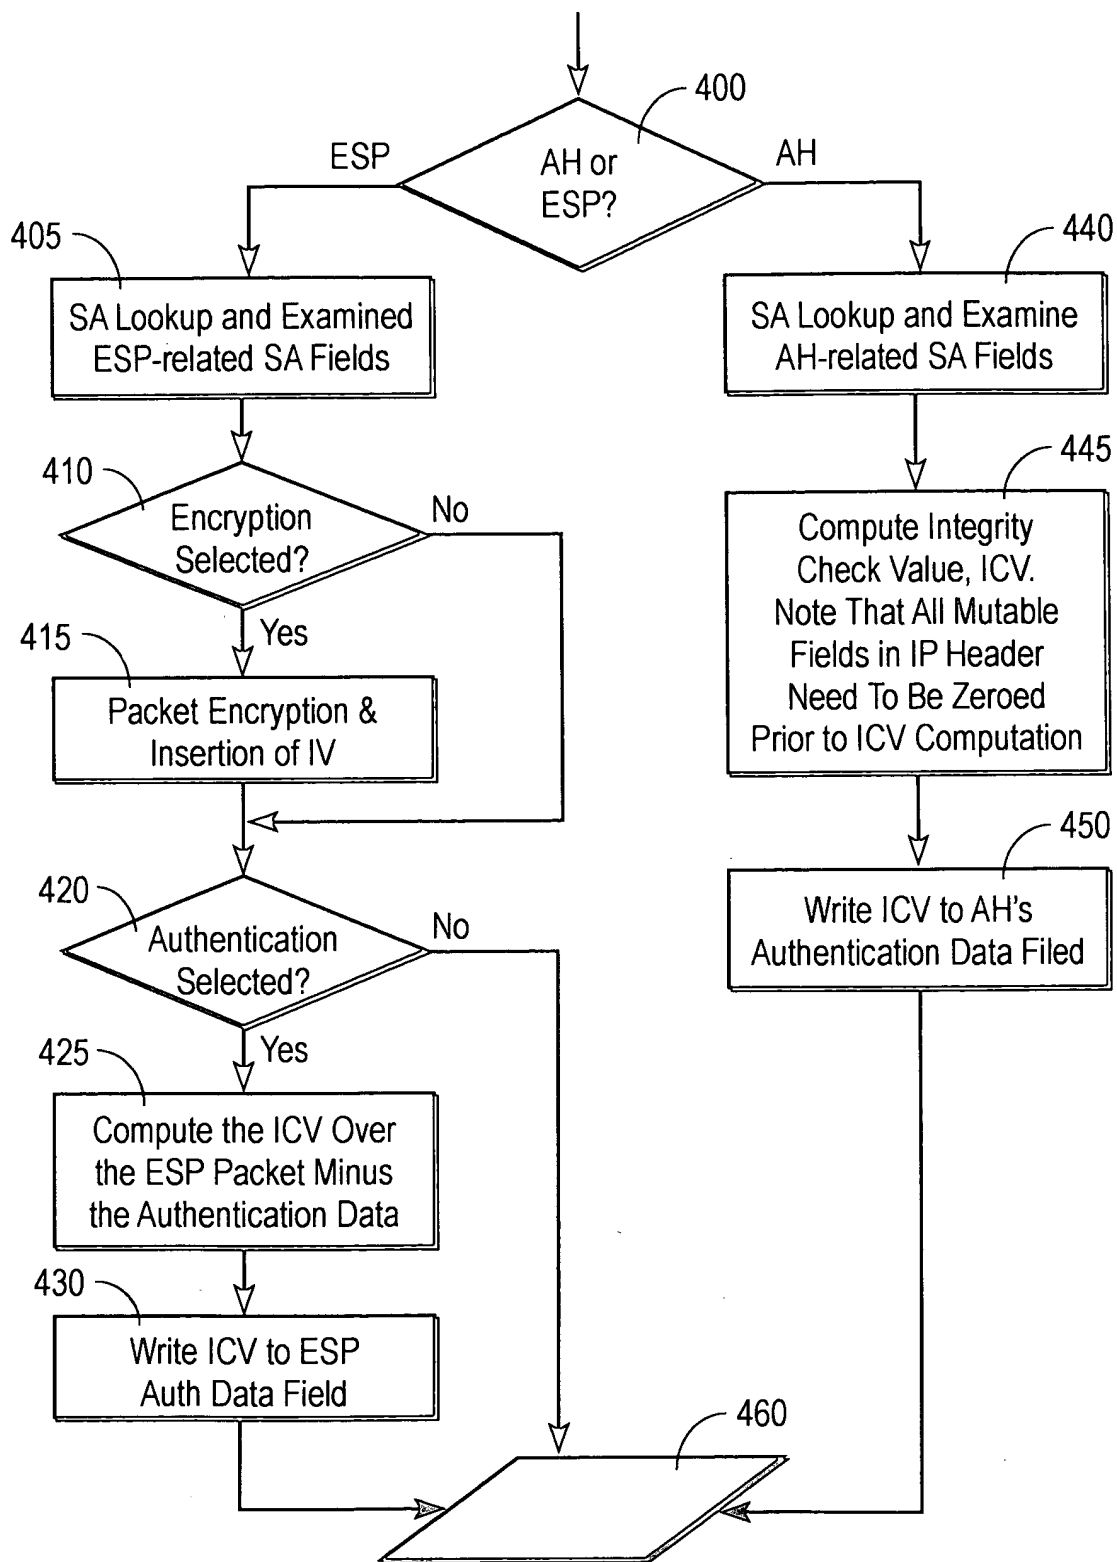 400
ESP
AH
AH or
ESP?
405
440
SA Lookup and Examined
ESP-related SA Fields
SA Lookup and Examine
AH-related SA Fields
410
Encryption
Selected?
No
Yes
445
Compute Integrity
Check Value, ICV.
Note That All Mutable
Fields in IP Header
Need To Be Zeroed
Prior to ICV Computation
415
Packet Encryption &
Insertion of IV
420
Authentication
Selected?
No
Yes
450
Write ICV to AH's
Authentication Data Filed
425
Compute the ICV Over
the ESP Packet Minus
the Authentication Data
430
Write ICV to ESP
Auth Data Field
460